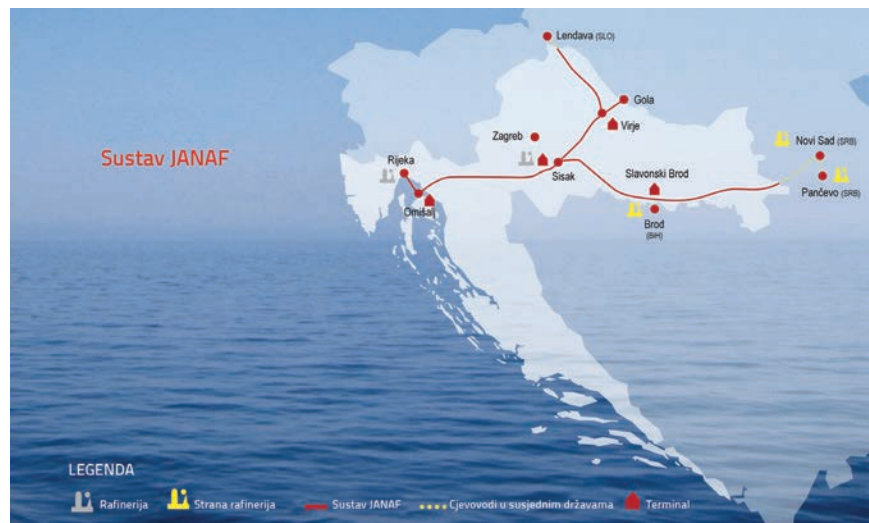 Lendava (SLO)
Gola
Virje
Zagreb
Sustav JANAF
Rijeka
Sisak
Omišalj
Slavonski Brod
Brod
(BIH)
Novi Sad (SRB)
Pančevo (SRB)
LEGENDA
Rafinerija
Strana rafinerija
Sustav JANAF
Cjevovodi u susjednim državama
Terminal